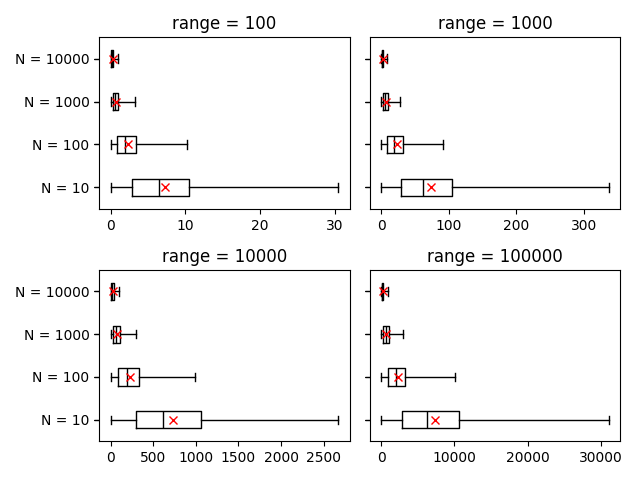 range = 100
range = 1000
N = 10000
N = 1000
N = 100
N = 10
0 10 20 30
0 100 200 300
range = 10000
range = 100000
N = 10000
N = 1000
N = 100
N = 10
0 500 1000 1500 2000 2500
0 10000 20000 30000